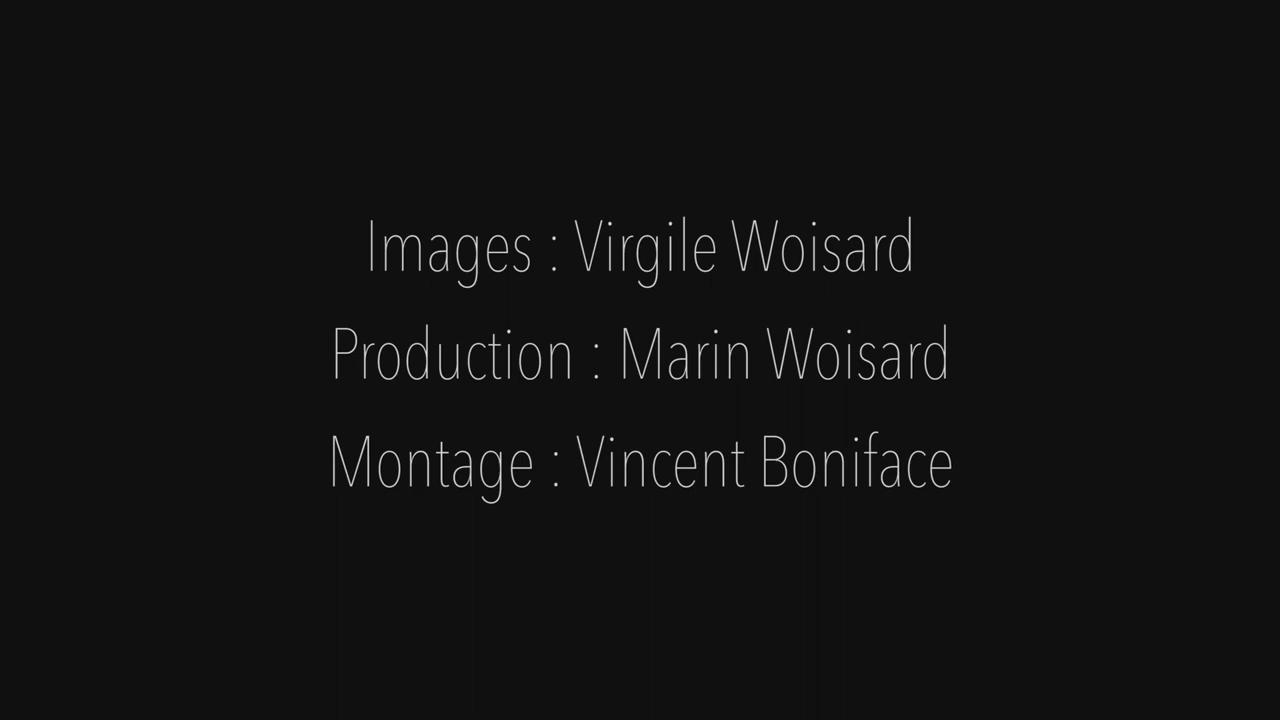 Images : Virgile Woisard
Production : Marin Woisard
Montage : Vincent Boniface